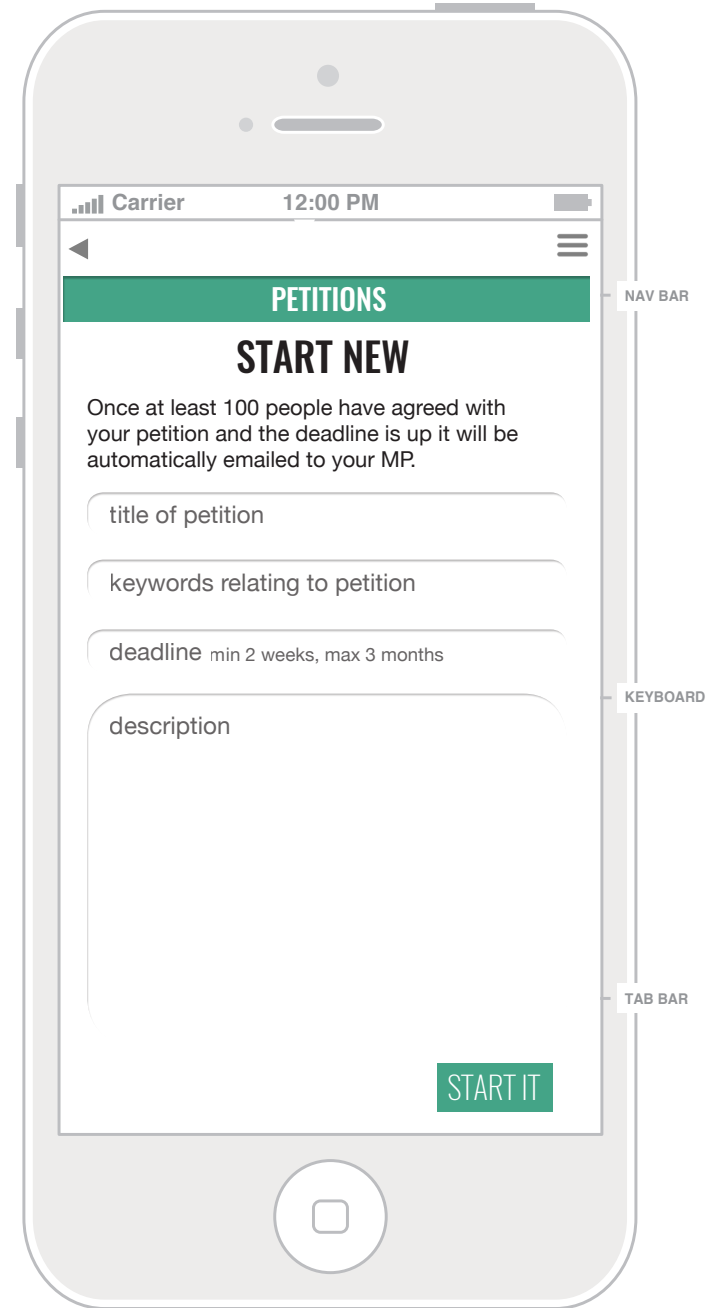 Carrier 12:00 PM
PETITIONS
NAV BAR
START NEW
Once at least 100 people have agreed with
your petition and the deadline is up it will be
automatically emailed to your MP.
title of petition
keywords relating to petition
deadline min 2 weeks, max 3 months
KEYBOARD
description
TAB BAR
START IT